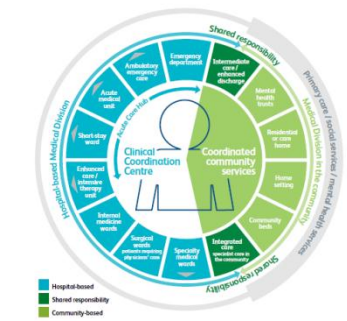 Shared responsibility
Emergency
department
Intermediate
care /
enhanced
discharge
Ambulatory
emergency
care
Mental
health
trusts
Acute
medical
unit
Residential
or care
home
Short-stay
ward
Home
setting
Enhanced
care /
intensive
therapy
unit
Community
beds
Internal
medicine
wards
Integrated
care
specialist care in
the community
Surgical
wards
patients requiring
physicians' care
Specialty
medical
wards
Acute Care Hub
Clinical
Coordination
Centre
Coordinated
community
services
Hospital-based Medical Division
Medical Division in the community
Primary care / social services / mental health services
Shared responsibility
Hospital-based
Shared responsibility
Community-based